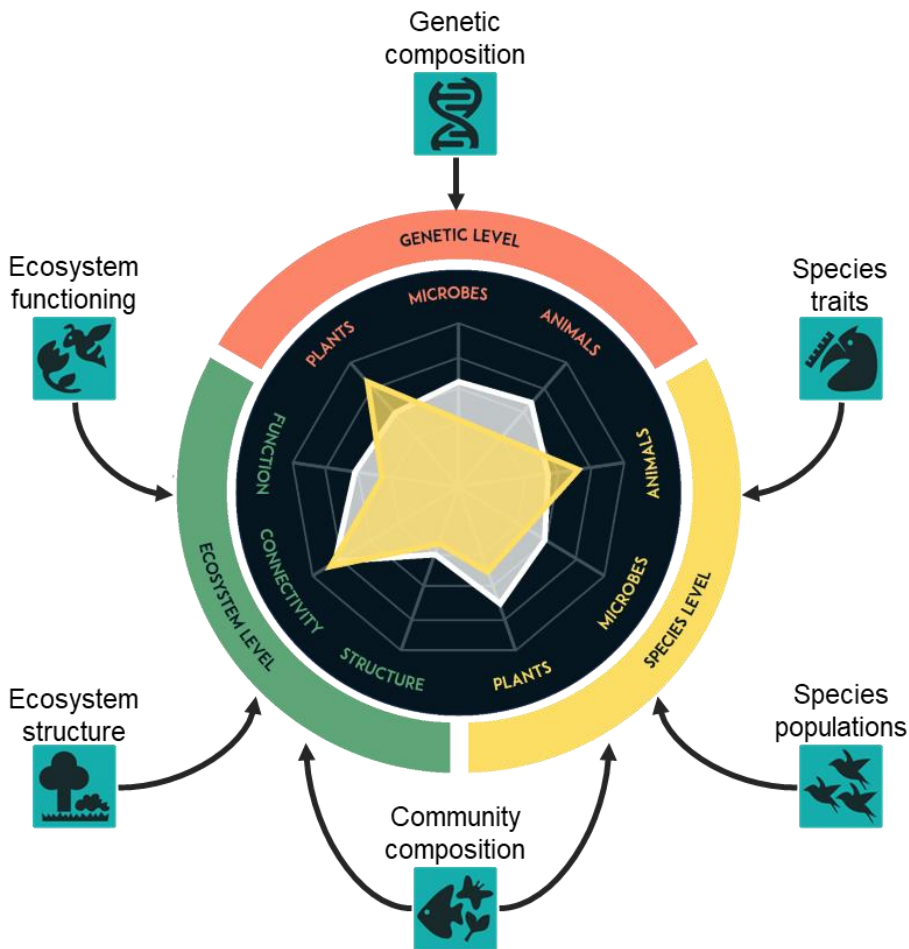 Genetic
composition
GENETIC LEVEL
MICROBES
PLANTS
ANIMALS
Ecosystem
functioning
Species
traits
FUNCTION
ANIMALS
CONNECTIVITY
MICROBES
ECOSYSTEM LEVEL
SPECIES LEVEL
STRUCTURE
PLANTS
Ecosystem
structure
Species
populations
Community
composition